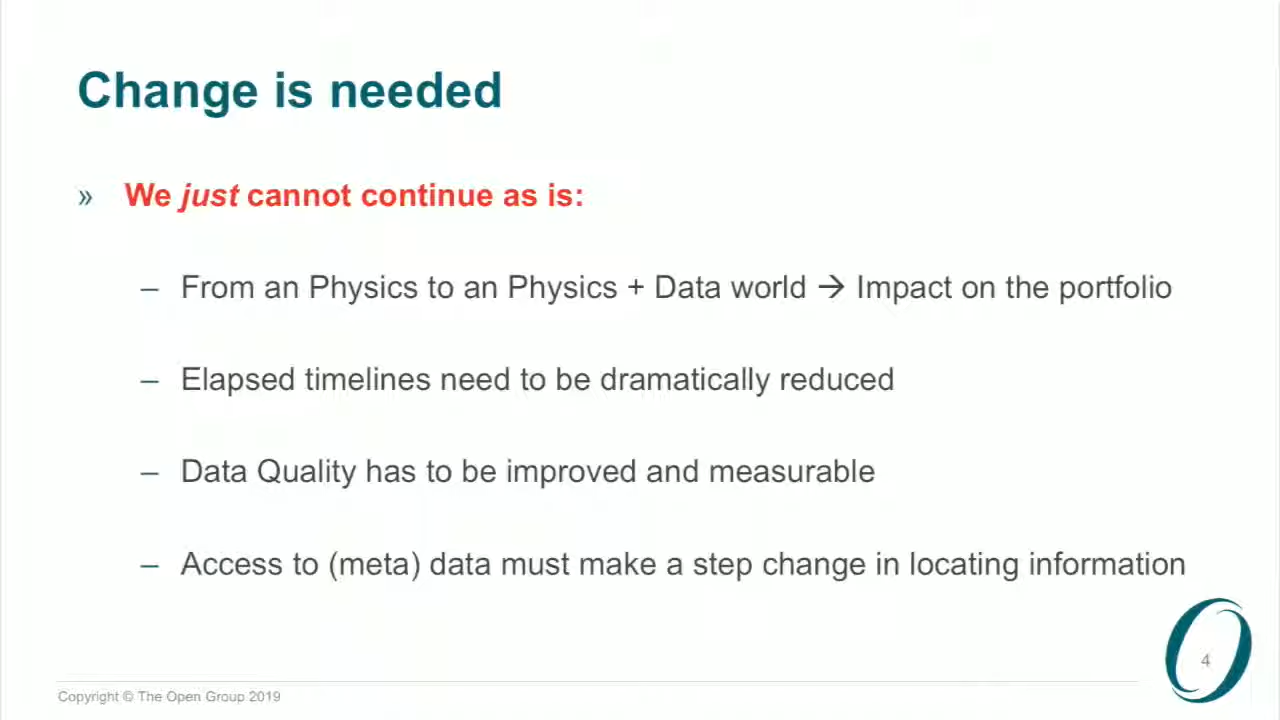 Change is needed
» We just cannot continue as is:
– From an Physics to an Physics + Data world → Impact on the portfolio
– Elapsed timelines need to be dramatically reduced
– Data Quality has to be improved and measurable
– Access to (meta) data must make a step change in locating information
4
Copyright © The Open Group 2019